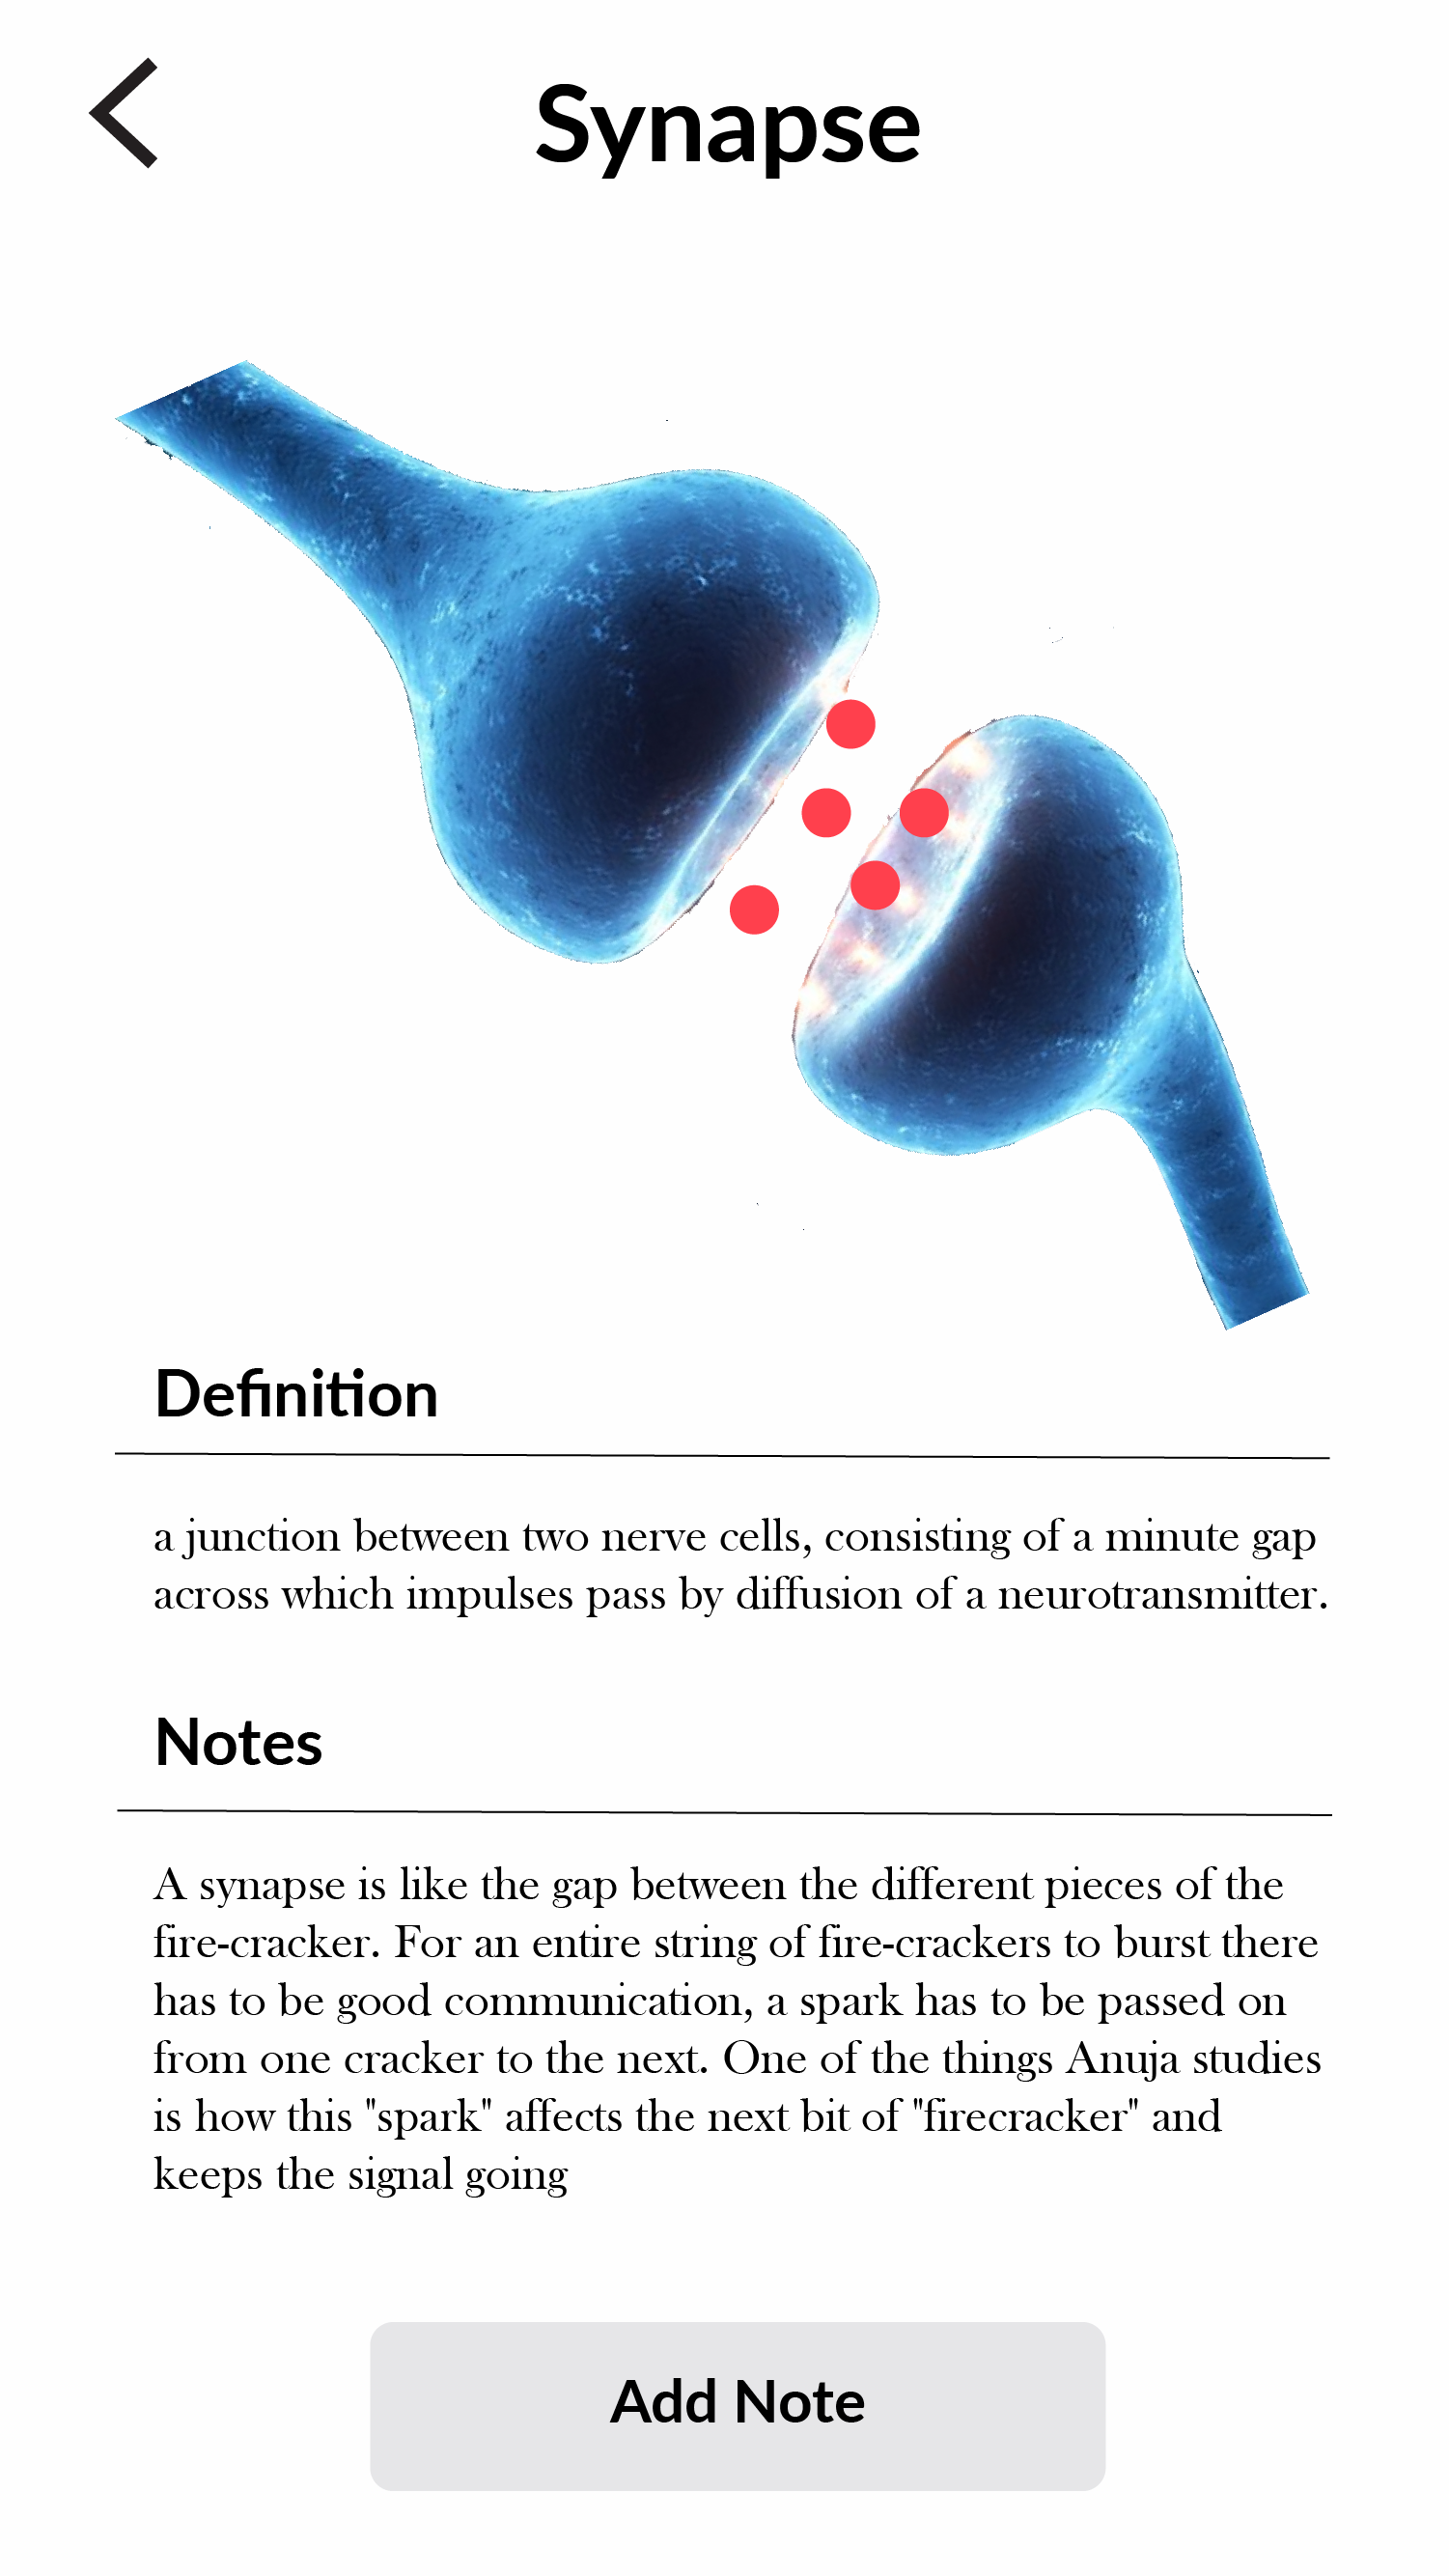 Synapse
Definition
a junction between two nerve cells, consisting of a minute gap
across which impulses pass by diffusion of a neurotransmitter.
Notes
A synapse is like the gap between the different pieces of the
fire-cracker. For an entire string of fire-crackers to burst there
has to be good communication, a spark has to be passed on
from one cracker to the next. One of the things Anuja studies
is how this "spark" affects the next bit of "firecracker" and
keeps the signal going
Add Note